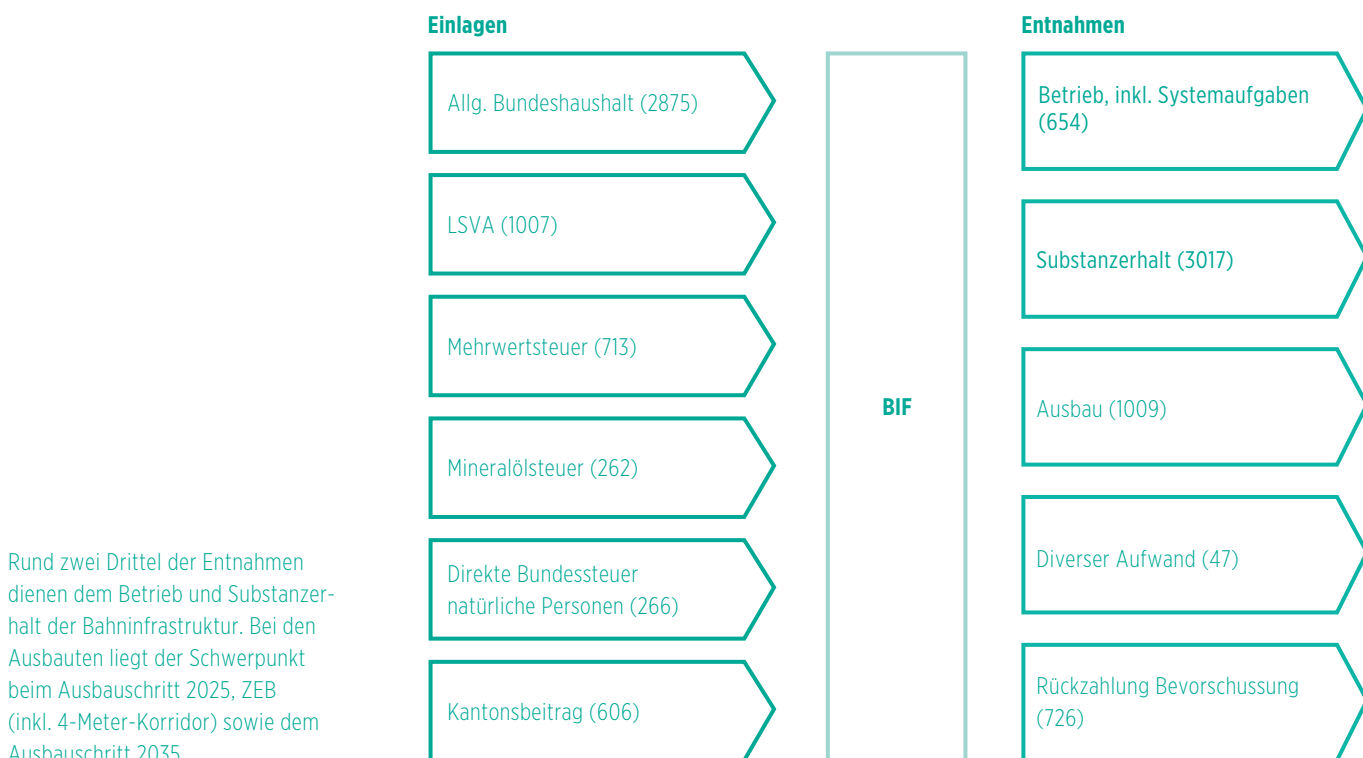 Einlagen
Allg. Bundeshaushalt (2875)
LSVA (1007)
Mehrwertsteuer (713)
Mineralölsteuer (262)
Direkte Bundessteuer
natürliche Personen (266)
Kantonsbeitrag (606)
BIF
Entnahmen
Betrieb, inkl. Systemaufgaben
(654)
Substanzerhalt (3017)
Ausbau (1009)
Diverser Aufwand (47)
Rückzahlung Bevorschussung
(726)
Rund zwei Drittel der Entnahmen
dienen dem Betrieb und Substanzer-
halt der Bahninfrastruktur. Bei den
Ausbauten liegt der Schwerpunkt
beim Ausbauschritt 2025, ZEB
(inkl. 4-Meter-Korridor) sowie dem
Ausbauschritt 2035